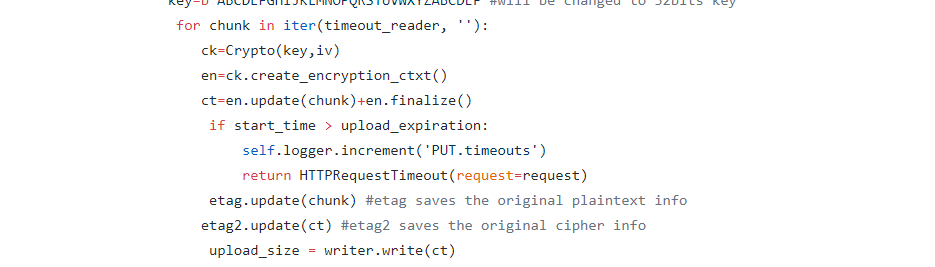 key=b"ABCDEFGHIJKLMNOPQRSTUVWXYZABCDEF"#will be changed to 32bits key
for chunk in iter(timeout_reader, ''):
ck=Crypto(key,iv)
en=ck.create_encryption_ctxt()
ct=en.update(chunk)+en.finalize()
if start_time > upload_expiration:
self.logger.increment('PUT.timeouts')
return HTTPRequestTimeout(request=request)
etag.update(chunk) #etag saves the original plaintext info
etag2.update(ct) #etag2 saves the original cipher info
upload_size = writer.write(ct)